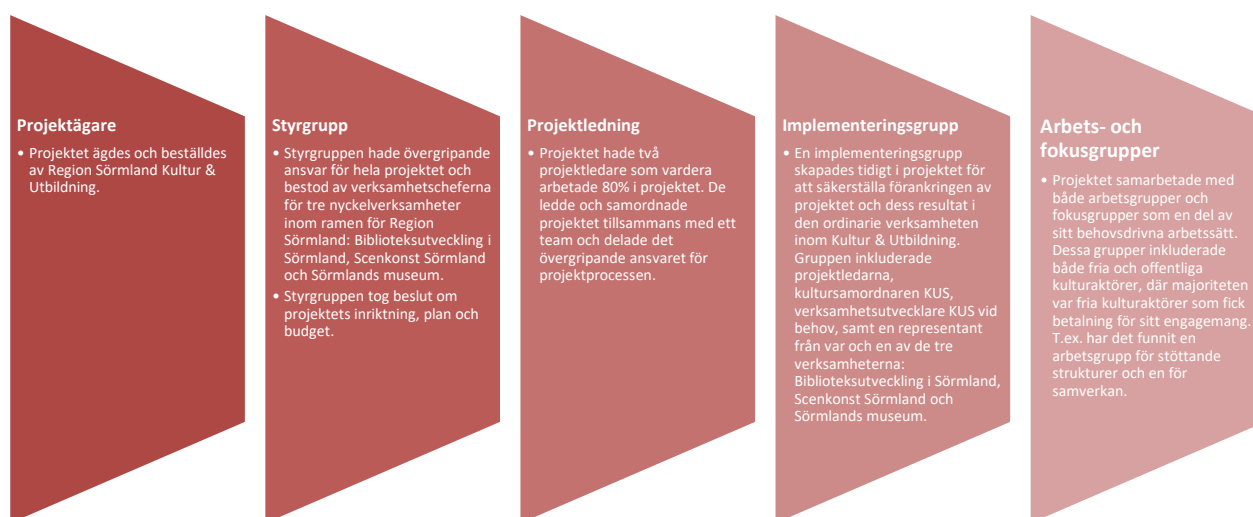 Projektägare
• Projektet ägdes och beställdes
av Region Sörmland Kultur &
Utbildning.
Styrgrupp
• Styrgruppen hade övergripande
ansvar för hela projektet och
bestod av verksamhetscheferna
för tre nyckelverksamheter
inom ramen för Region
Sörmland: Biblioteksutveckling i
Sörmland, Scenkonst Sörmland
och Sörmlands museum.
• Styrgruppen tog beslut om
projektets inriktning, plan och
budget.
Projektledning
• Projektet hade två
projektledare som vardera
arbetade 80% i projektet. De
ledde och samordnade
projektet tillsammans med ett
team och delade det
övergripande ansvaret för
projektprocessen.
Implementeringsgrupp
• En implementeringsgrupp
skapades tidigt i projektet för
att säkerställa förankringen av
projektet och dess resultat i
den ordinarie verksamheten
inom Kultur & Utbildning.
Gruppen inkluderade
projektledarna,
kultursamordnaren KUS,
verksamhetsutvecklare KUS vid
behov, samt en representant
från var och en av de tre
verksamheterna:
Biblioteksutveckling i Sörmland,
Scenkonst Sörmland och
Sörmlands museum.
Arbets- och
fokusgrupper
• Projektet samarbetade med
både arbetsgrupper och
fokusgrupper som en del av
sitt behovsdrivna arbetssätt.
Dessa grupper inkluderade
både fria och offentliga
kulturaktörer, där majoriteten
var fria kulturaktörer som fick
betalning för sitt engagemang.
T.ex. har det funnit en
arbetsgrupp för stöttande
strukturer och en för
samverkan.